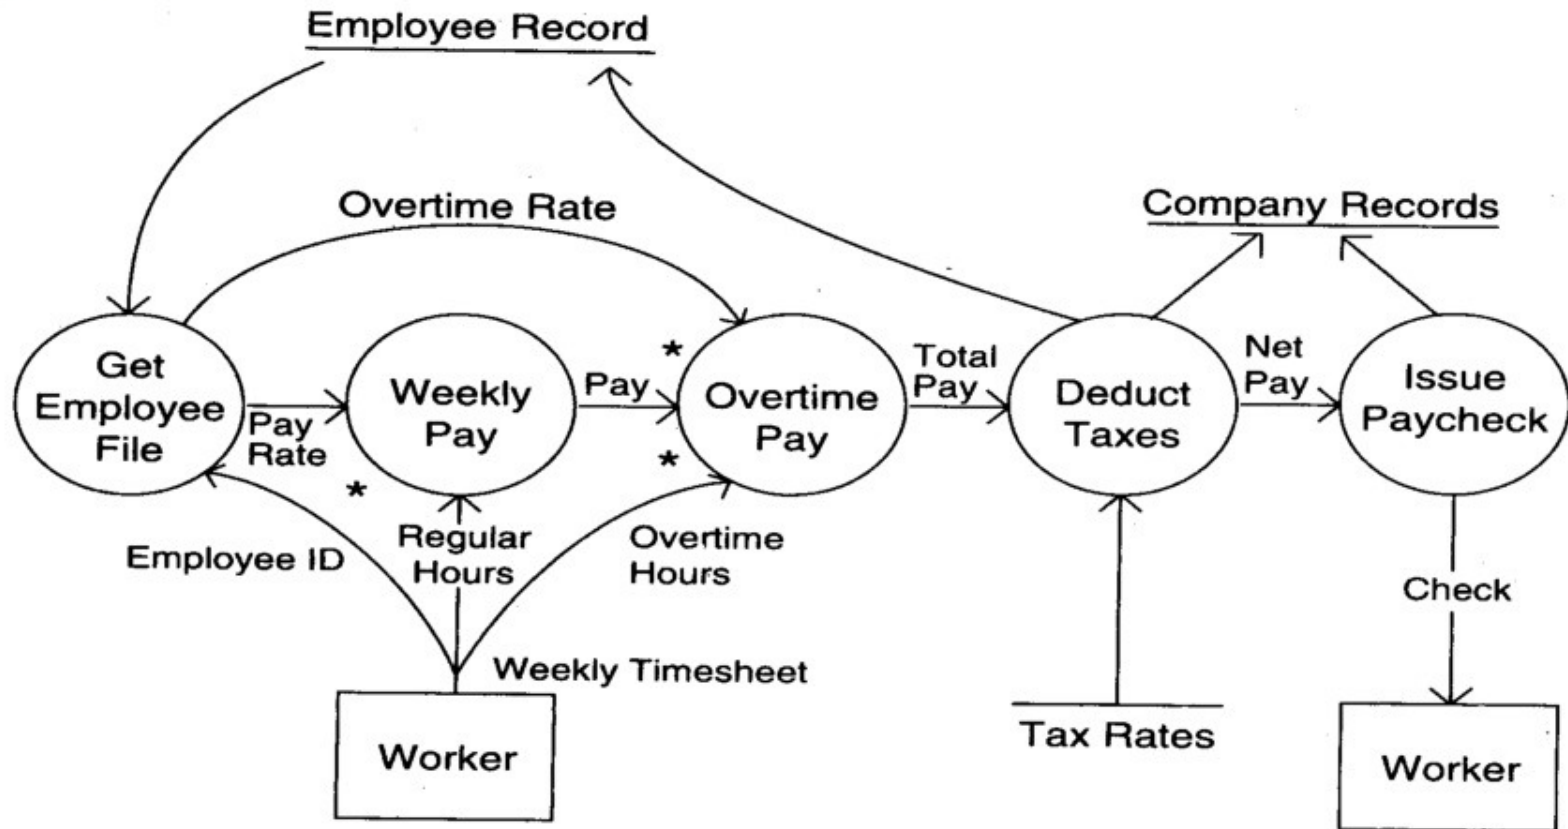 Employee Record
Overtime Rate
Company Records
Get
Employee
File
Pay
Rate
*
Weekly
Pay
Pay
*
*
Overtime
Pay
Total
Pay
Deduct
Taxes
Net
Pay
Issue
Paycheck
Employee ID
Regular
Hours
Overtime
Hours
Check
Weekly Timesheet
Worker
Tax Rates
Worker